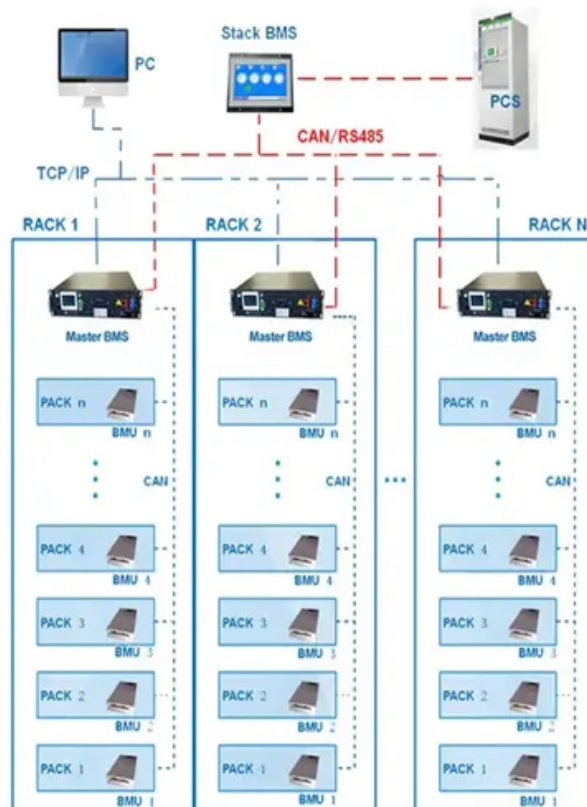 Stack BMS
PC
PCS
CAN/RS485
TCP/IP
RACK 1
RACK 2
RACK N
Master BMS
Master BMS
Master BMS
PACK n
BMU n
PACK n
BMU n
PACK n
BMU n
CAN
CAN
CAN
PACK 4
BMU 4
PACK 4
BMU 4
PACK 4
BMU 4
PACK 3
BMU 3
PACK 3
BMU 3
PACK 3
BMU 3
PACK 2
BMU 2
PACK 2
BMU 2
PACK 2
BMU 2
PACK 1
BMU 1
PACK 1
BMU 1
PACK 1
BMU 1